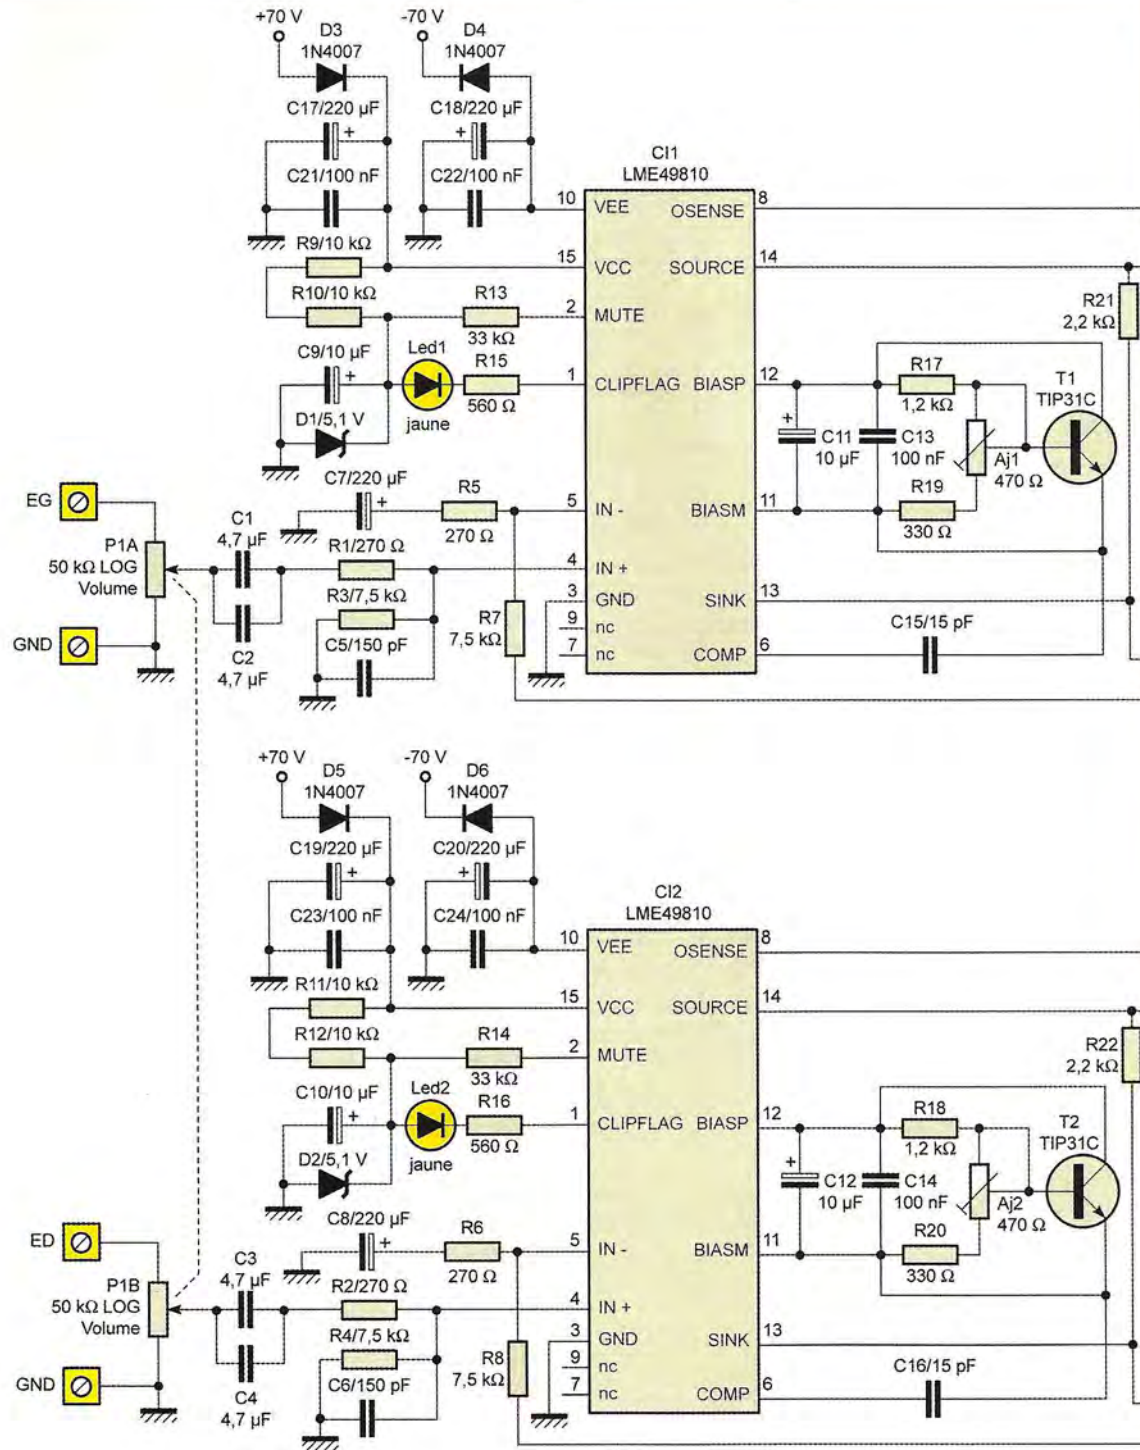 +70 V
-70 V
D3
1N4007
D4
1N4007
C17/220 µF
+
C18/220 µF
+
C21/100 nF
C22/100 nF
CI1
LME49810
10
VEE
OSENSE
8
R9/10 kΩ
15
VCC
SOURCE
14
R10/10 kΩ
R13
33 kΩ
2
MUTE
R21
2,2 kΩ
C9/10 µF
+
Led1
jaune
R15
560 Ω
1
CLIPFLAG
BIASP
12
R17
1,2 kΩ
T1
TIP31C
D1/5,1 V
+
C11
10 µF
C13
100 nF
Aj1
470 Ω
C7/220 µF
+
R5
270 Ω
5
IN -
BIASM
11
R19
330 Ω
EG
P1A
50 kΩ LOG
Volume
C1
4,7 µF
R1/270 Ω
4
IN +
R3/7,5 kΩ
3
GND
SINK
13
GND
C2
4,7 µF
C5/150 pF
R7
7,5 kΩ
9
nc
7
nc
COMP
6
C15/15 pF
+70 V
-70 V
D5
1N4007
D6
1N4007
C19/220 µF
+
C20/220 µF
+
C23/100 nF
C24/100 nF
CI2
LME49810
10
VEE
OSENSE
8
R11/10 kΩ
15
VCC
SOURCE
14
R12/10 kΩ
R14
33 kΩ
2
MUTE
R22
2,2 kΩ
C10/10 µF
+
Led2
jaune
R16
560 Ω
1
CLIPFLAG
BIASP
12
R18
1,2 kΩ
T2
TIP31C
D2/5,1 V
+
C12
10 µF
C14
100 nF
Aj2
470 Ω
C8/220 µF
+
R6
270 Ω
5
IN -
BIASM
11
R20
330 Ω
ED
P1B
50 kΩ LOG
Volume
C3
4,7 µF
R2/270 Ω
4
IN +
R4/7,5 kΩ
3
GND
SINK
13
GND
C4
4,7 µF
C6/150 pF
R8
7,5 kΩ
9
nc
7
nc
COMP
6
C16/15 pF